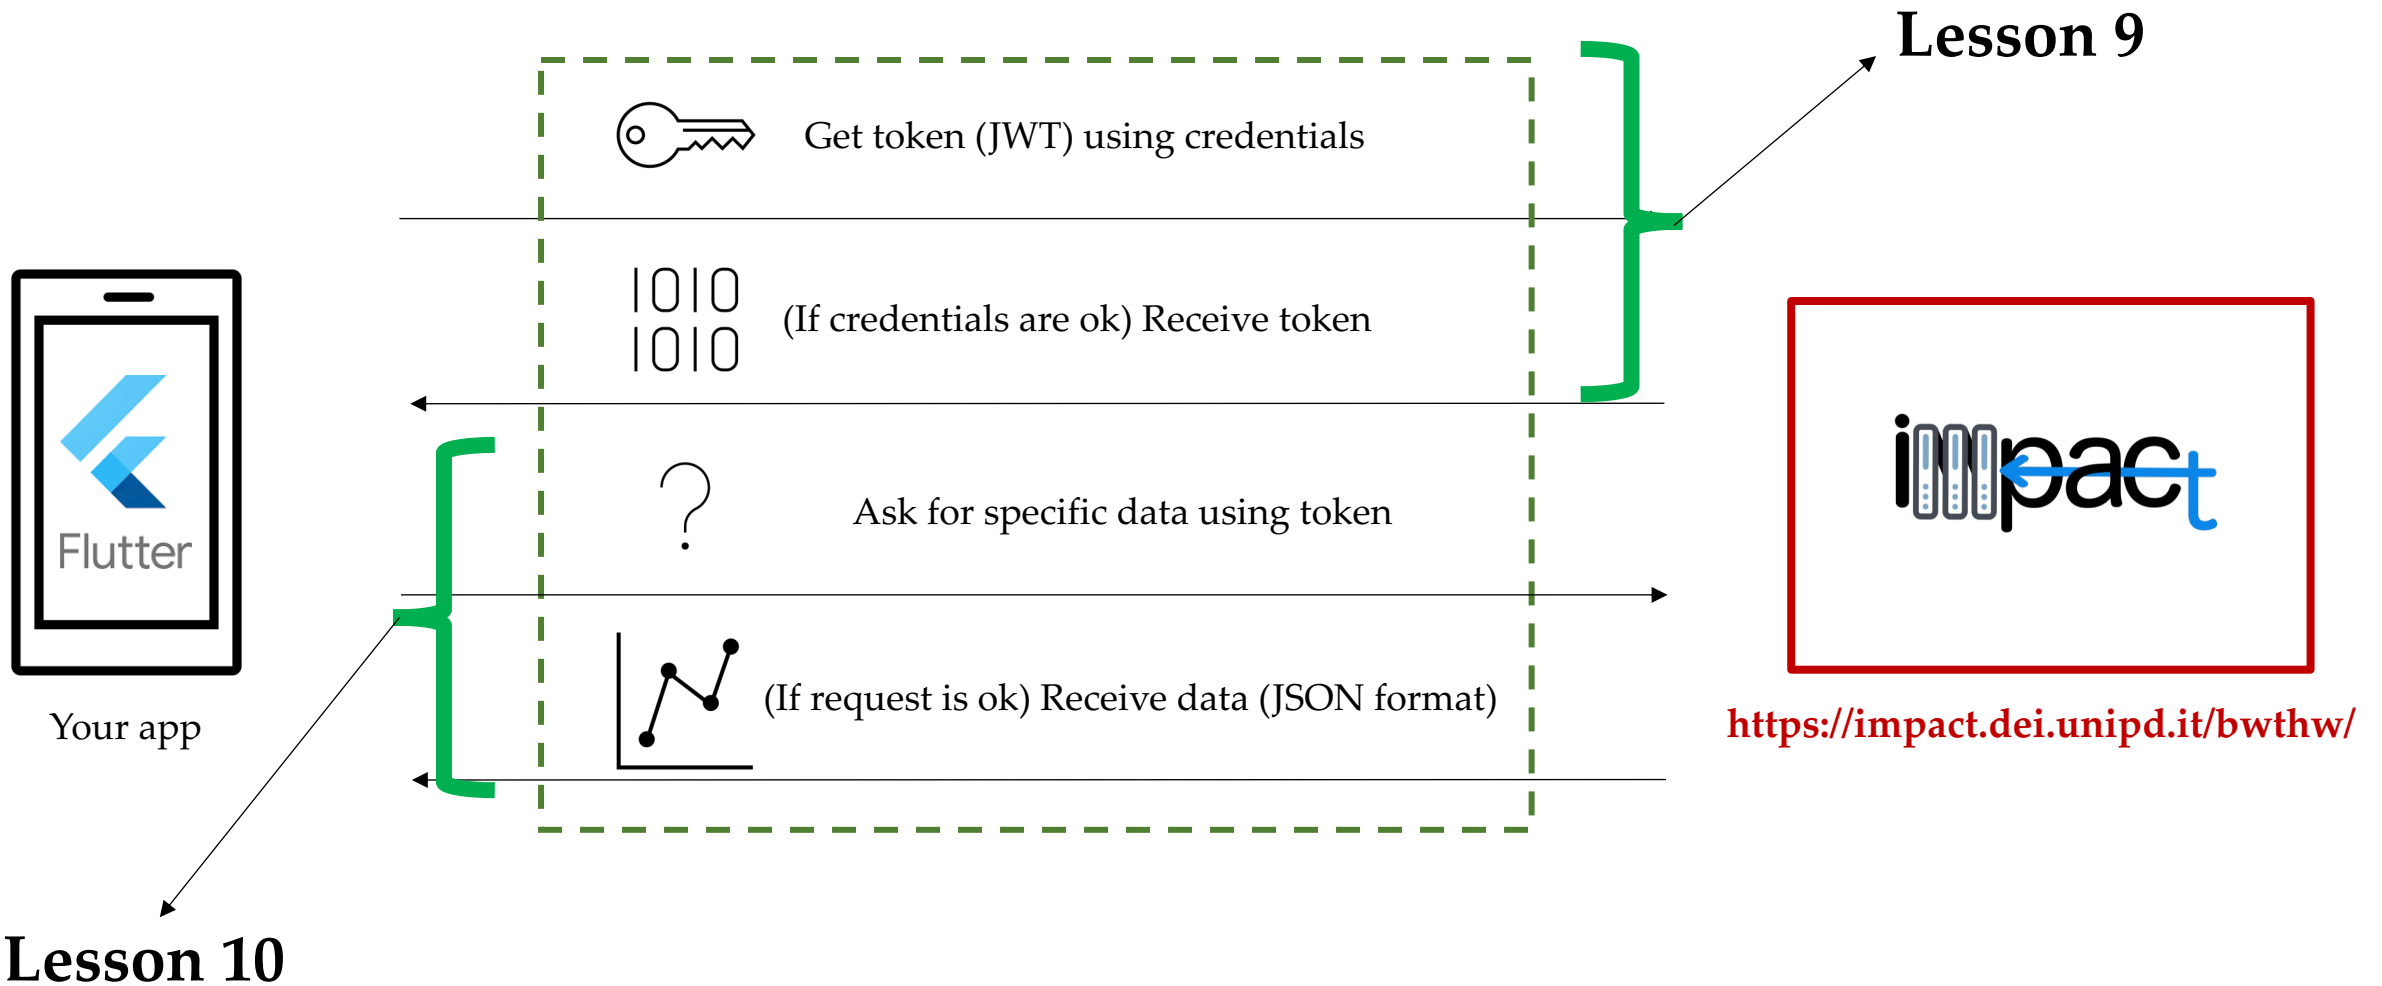 Lesson 9
Get token (JWT) using credentials
1010
1010
(If credentials are ok) Receive token
Flutter
Your app
impact
https://impact.dei.unipd.it/bwthw/
?
Ask for specific data using token
(If request is ok) Receive data (JSON format)
Lesson 10